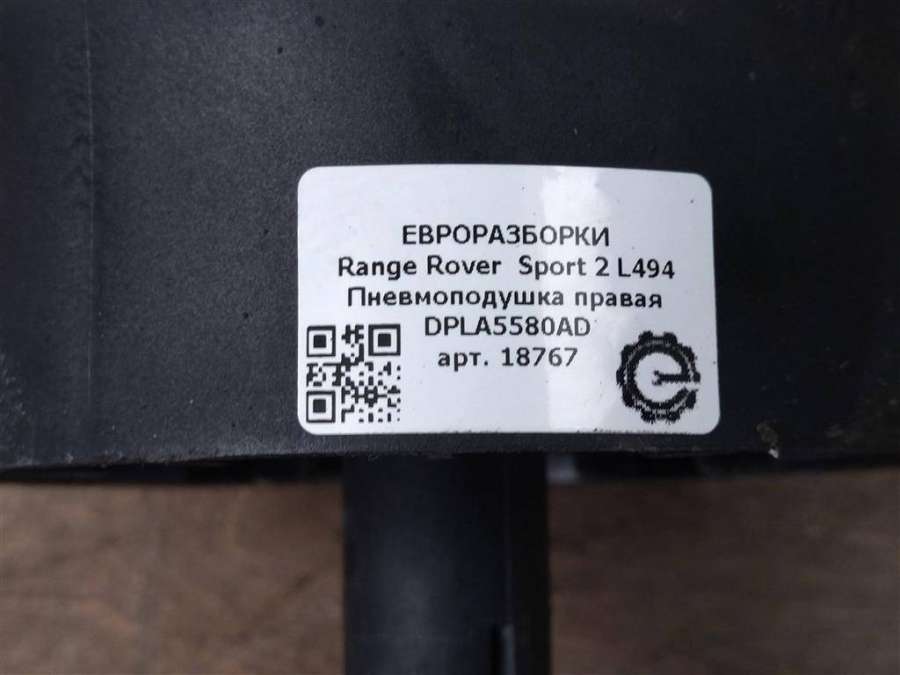 ЕВРОРАЗБОРКИ
Range Rover Sport 2 L494
Пневмоподушка правая
DPLA5580AD
арт. 18767